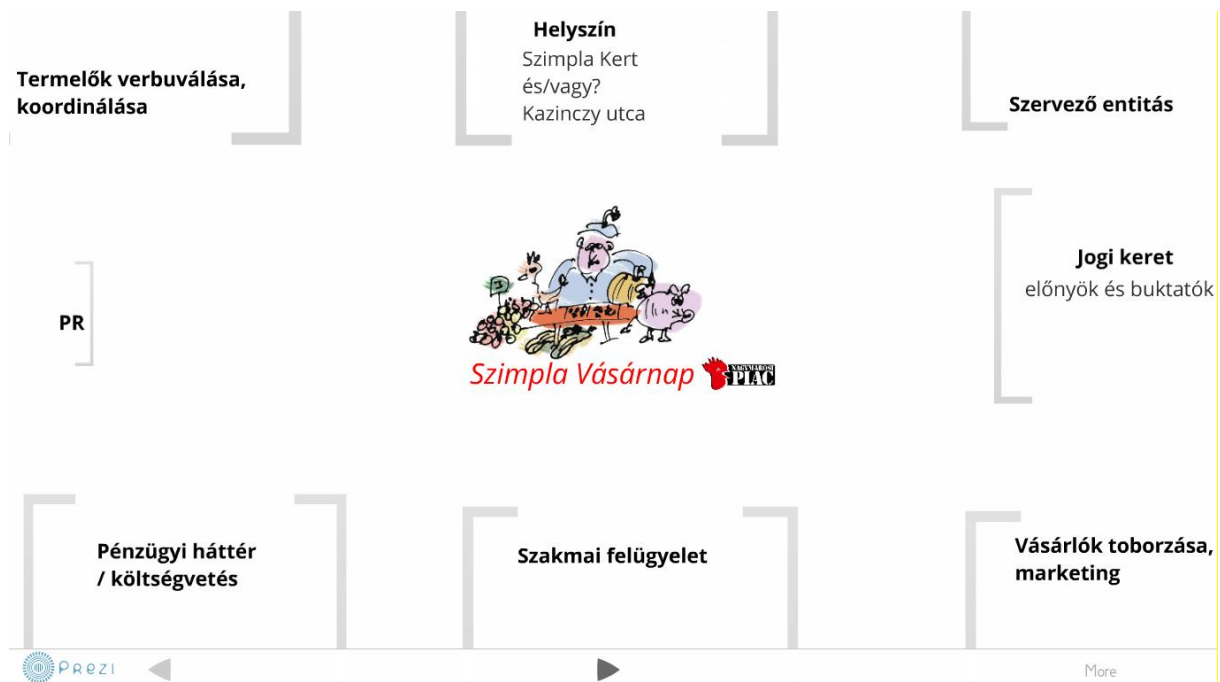 Helyszín
Szimpla Kert
és/vagy?
Kazinczy utca
Termelők verbuválása,
koordinálása
Szervező entitás
Jogi keret
előnyök és buktatók
PR
Szimpla Vásárnap
NAGYMAROSI
PIAC
Pénzügyi háttér
/ költségvetés
Szakmai felügyelet
Vásárlók toborzása,
marketing
Prezi
More